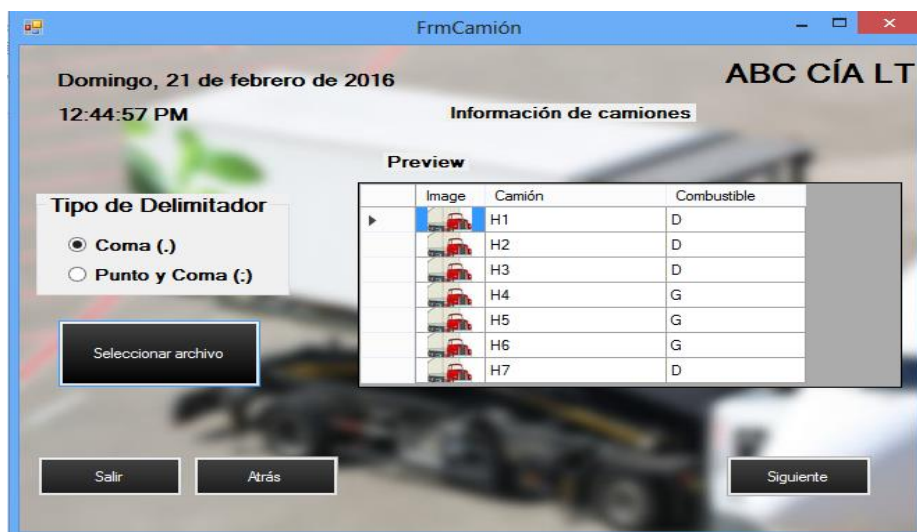 FrmCamión
Domingo, 21 de febrero de 2016
ABC CÍA LT
12:44:57 PM
Información de camiones
Preview
Tipo de Delimitador
Coma (,)
Punto y Coma (;)
Seleccionar archivo
Image Camión Combustible
H1 D
H2 D
H3 D
H4 G
H5 G
H6 G
H7 D
Salir
Atrás
Siguiente